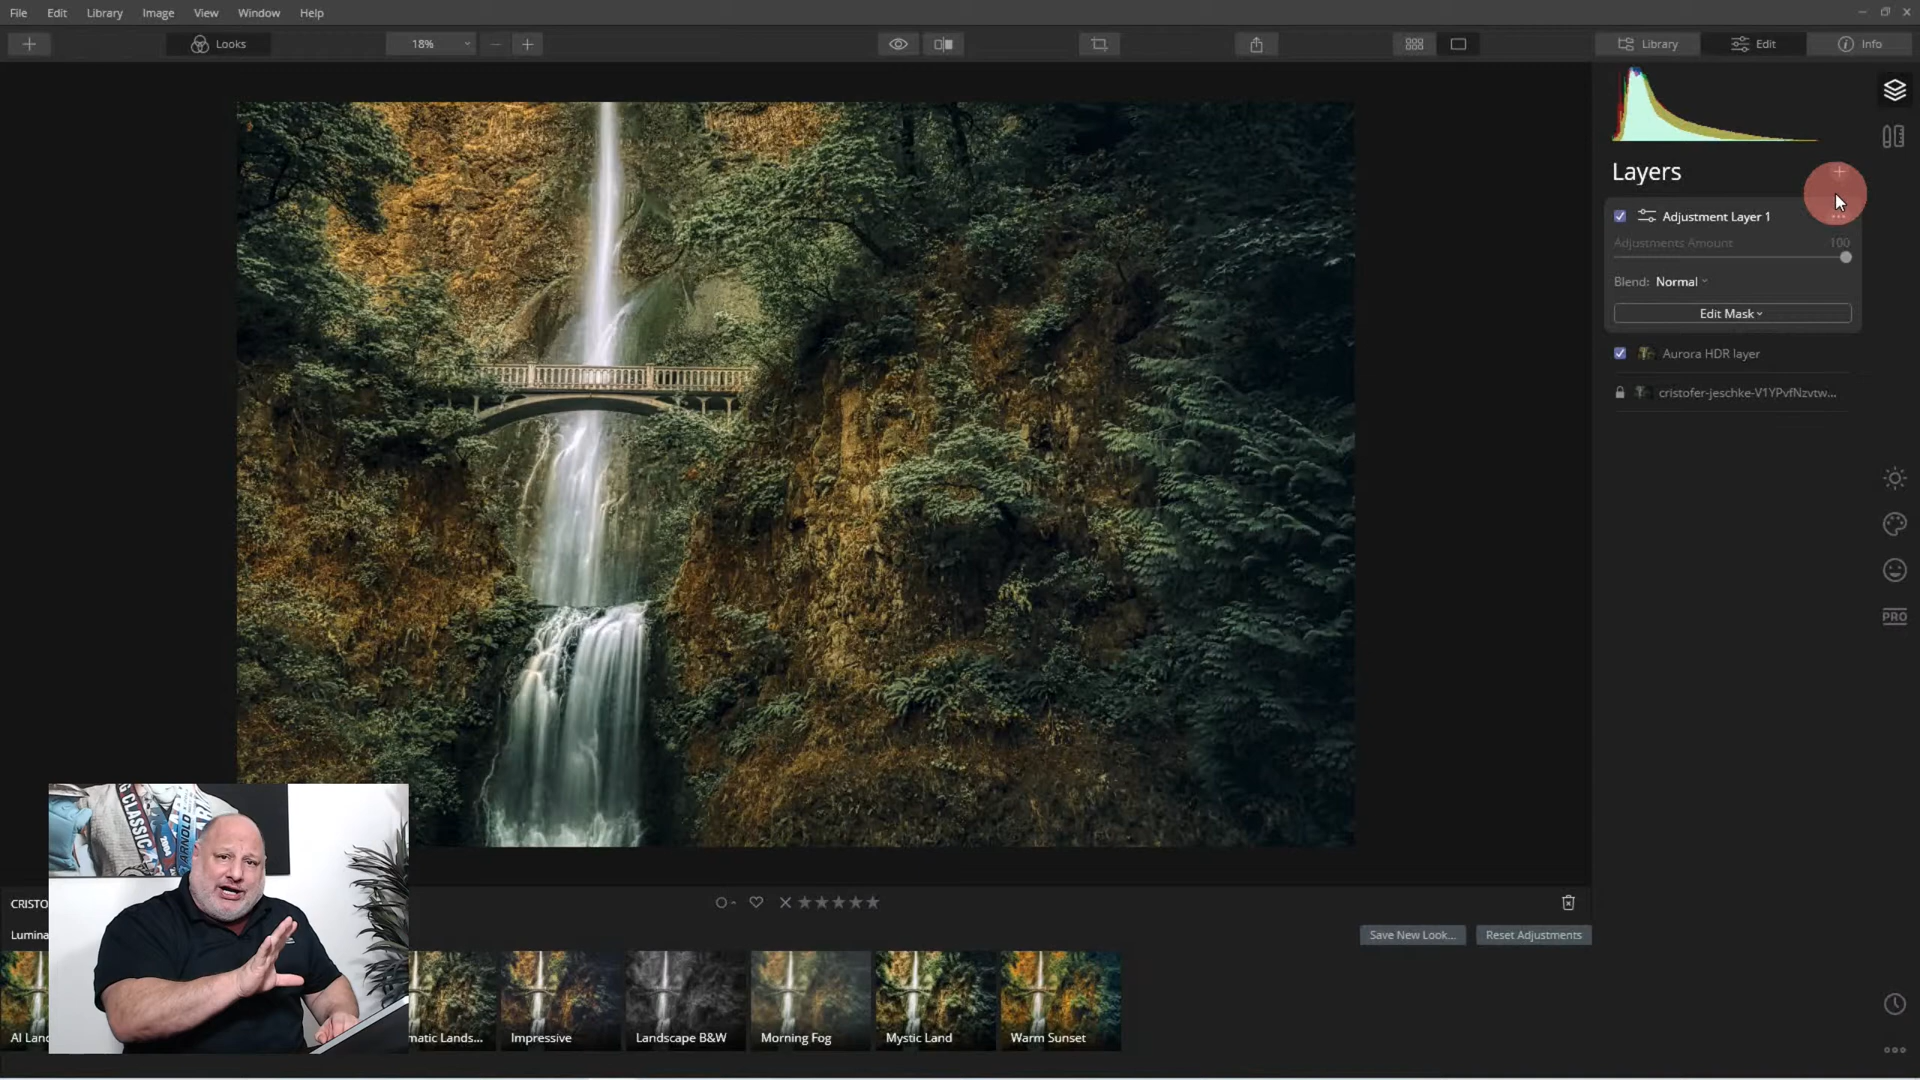 File Edit Library Image View Window Help
Looks 18% Library Edit Info
Layers
Adjustment Layer 1
Adjustments Amount 100
Blend: Normal
Edit Mask
Aurora HDR layer
cristofer-jeschke-V1YPvfNzvtw...
PRO
G CLASSIC
ARNOLD
CRISTO
Lumina
Save New Look... Reset Adjustments
AI Lan matic Lands... Impressive Landscape B&W Morning Fog Mystic Land Warm Sunset